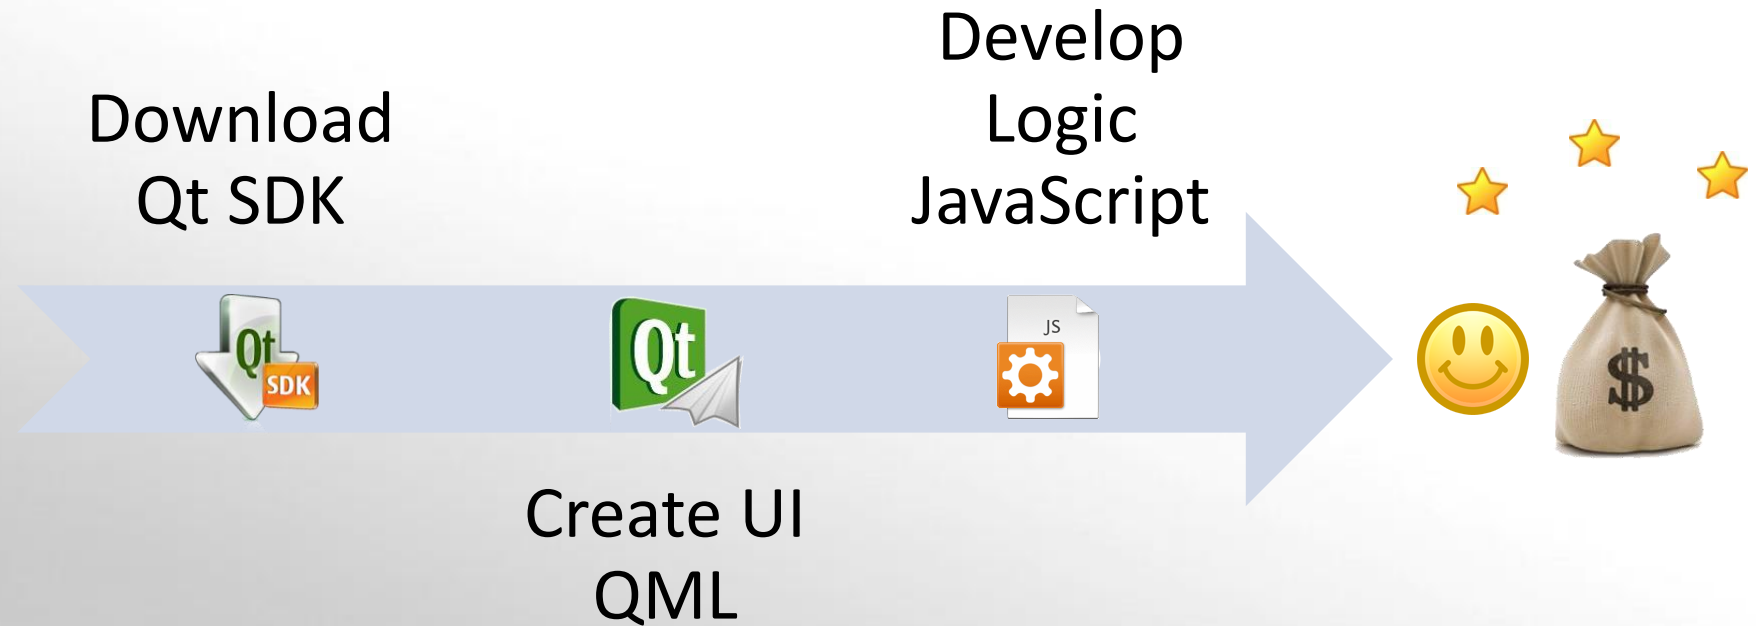 Download
Qt SDK
Qt
SDK
Create UI
QML
Qt
Develop
Logic
JavaScript
JS
$